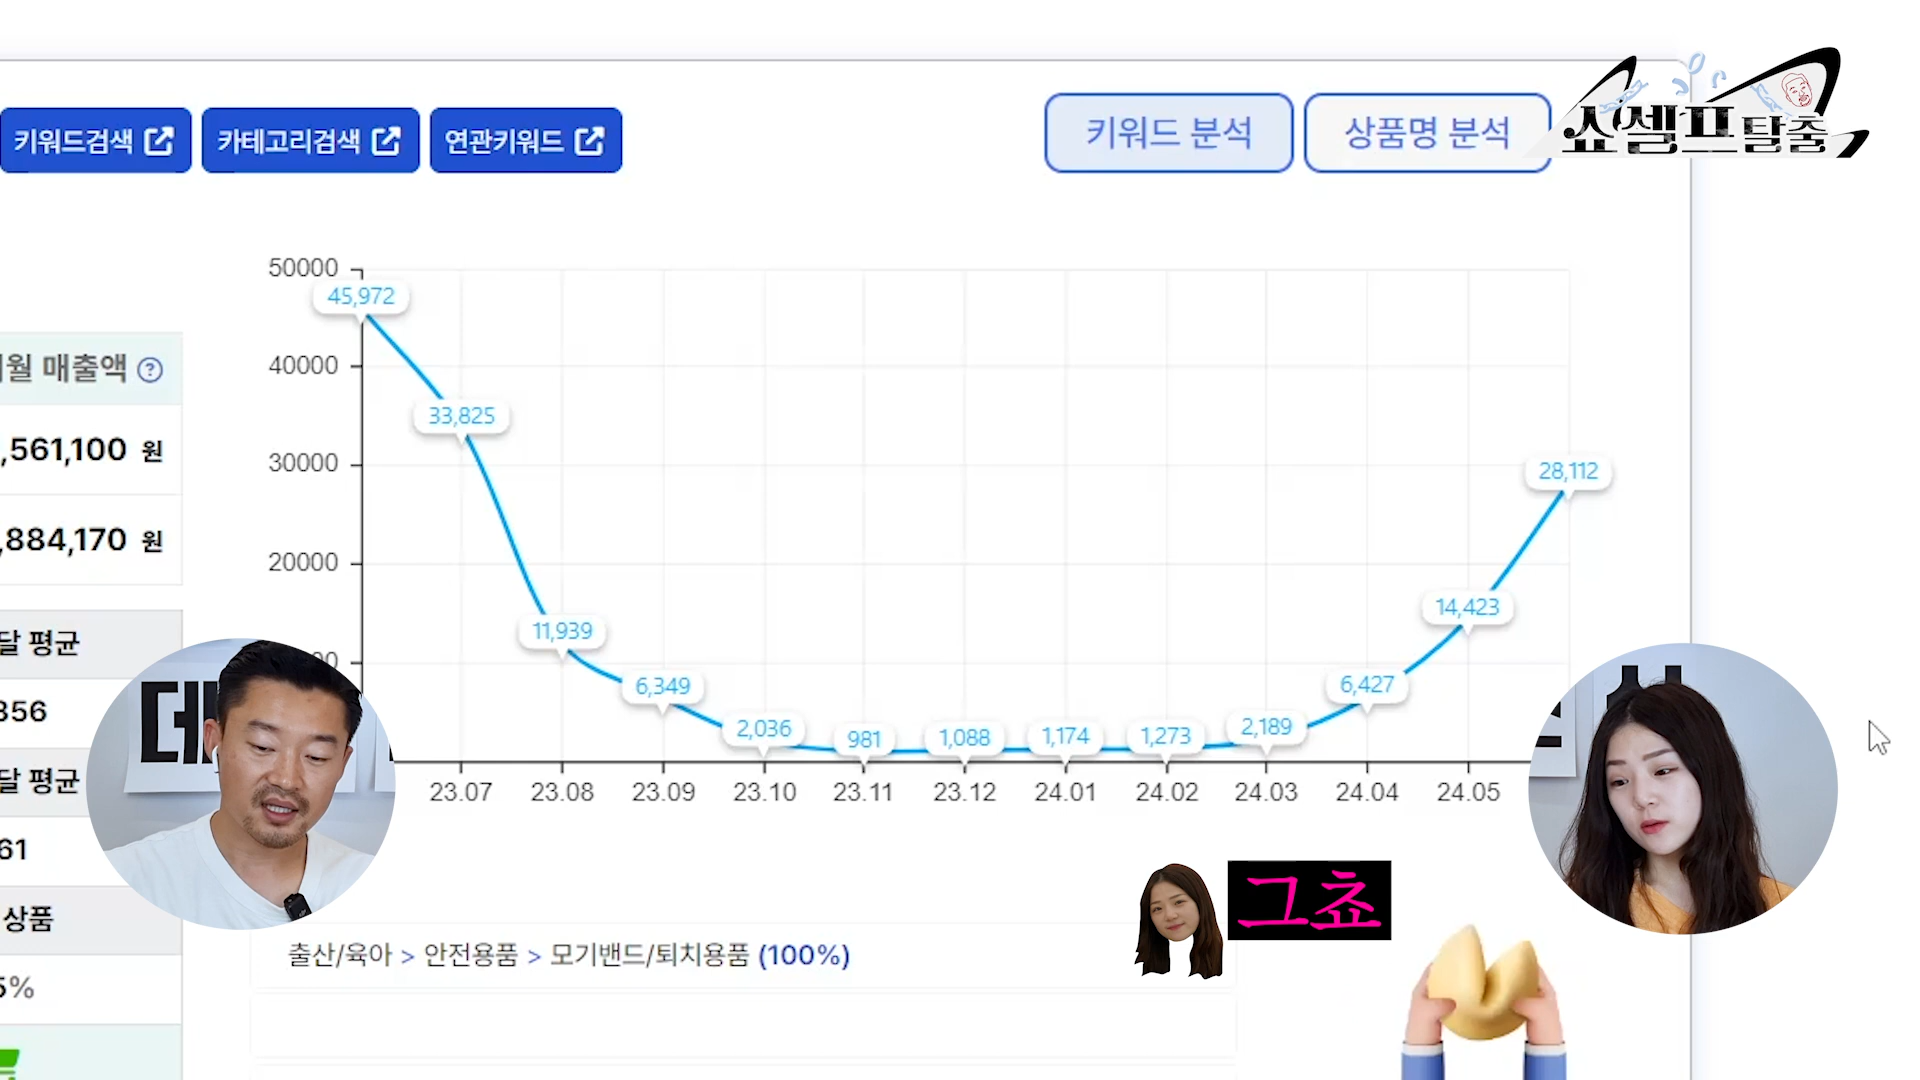 키워드검색
카테고리검색
연관키워드
키워드 분석
상품명 분석
쇼셀프탈출
월 매출액 ?
,561,100 원
,884,170 원
달 평균
356
달 평균
61
상품
5%
50000
40000
30000
20000
45,972
33,825
11,939
6,349
2,036
981
1,088
1,174
1,273
2,189
6,427
14,423
28,112
23.07
23.08
23.09
23.10
23.11
23.12
24.01
24.02
24.03
24.04
24.05
데
그쵸
출산/육아 > 안전용품 > 모기밴드/퇴치용품 (100%)